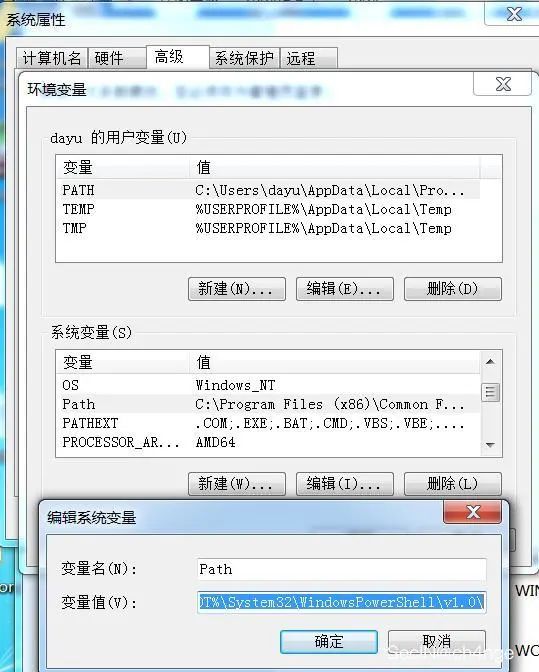 系统属性
计算机名 硬件 高级 系统保护 远程
环境变量
dayu 的用户变量(U)
变量 值
PATH C:\Users\dayu\AppData\Local\Pro...
TEMP %USERPROFILE%\AppData\Local\Temp
TMP %USERPROFILE%\AppData\Local\Temp
新建(N)... 编辑(E)... 删除(D)
系统变量(S)
变量 值
OS Windows_NT
Path C:\Program Files (x86)\Common F...
PATHEXT .COM;.EXE;.BAT;.CMD;.VBS;.VBE;....
PROCESSOR_AR... AMD64
新建(W)... 编辑(I)... 删除(L)
编辑系统变量
变量名(N): Path
变量值(V): OT%\System32\WindowsPowerShell\v1.0\
确定 取消